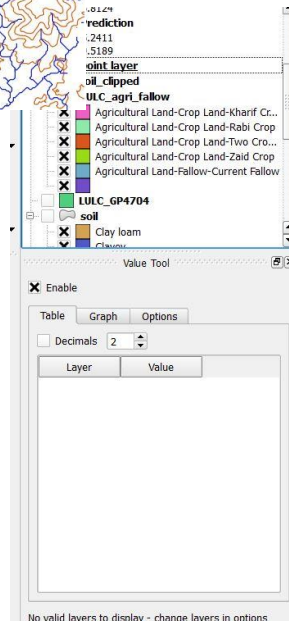 .8124
rediction
.2411
.5189
oint layer
oil_clipped
ULC_agri_fallow
Agricultural Land-Crop Land-Kharif Cr...
Agricultural Land-Crop Land-Rabi Crop
Agricultural Land-Crop Land-Two Cro...
Agricultural Land-Crop Land-Zaid Crop
Agricultural Land-Fallow-Current Fallow
LULC_GP4704
soil
Clay loam
Clayey
Value Tool
Enable
Table Graph Options
Decimals 2
Layer Value
No valid layers to display - change layers in options